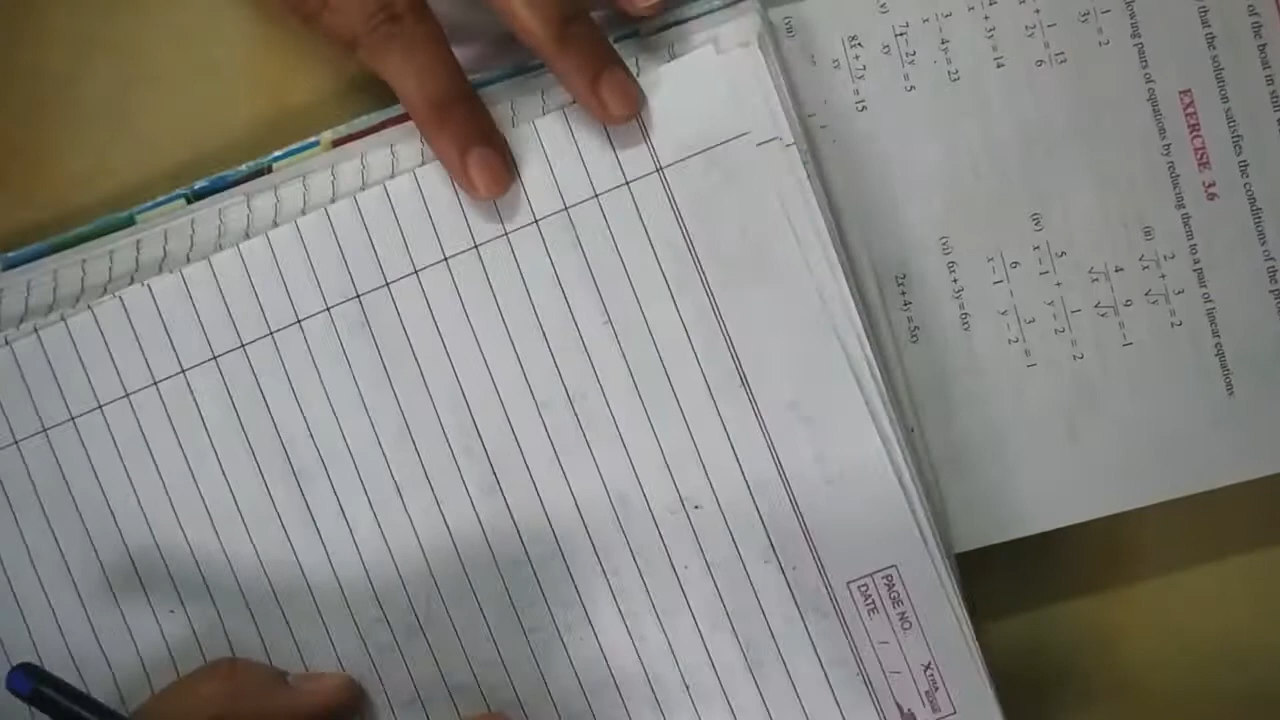 of the boat in still
that the solution satisfies the conditions of the
EXERCISE 3.6
lowing pairs of equations by reducing them to a pair of linear equations
1/3y = 2
(ii) 2/√x + 3/√y = 2
+ 1/2y = 13/6
4/√x - 9/√y = -1
+ 3y = 14
(iv) 5/x - 1 + 1/y - 2 = 2
3/x - 4y = 23
6/x - 1 - 3/y - 2 = 1
v) 7x - 2y/xy = 5
(vi) 6x + 3y = 6xy
8x + 7y/xy = 15
2x + 4y = 5xy
(vii)
PAGE NO.
DATE / /
XTRA